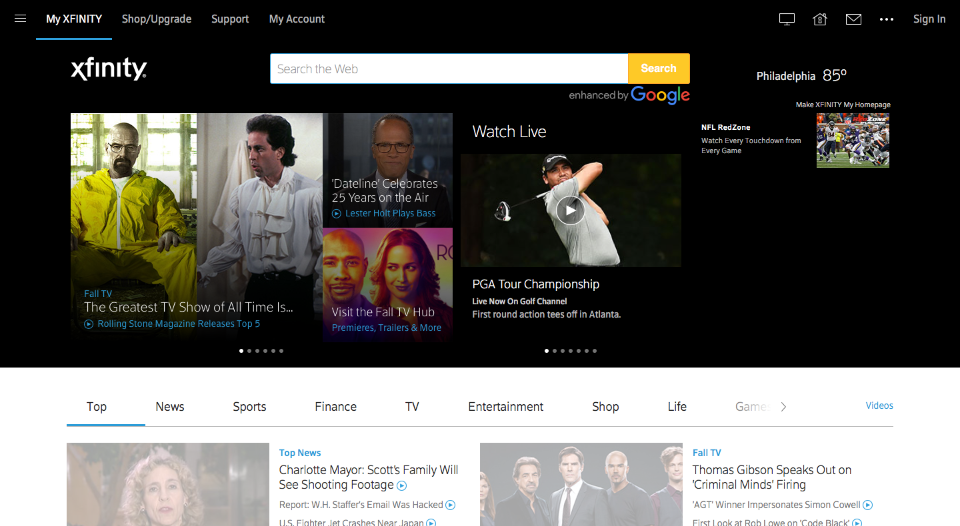 My XFINITY
Shop/Upgrade
Support
My Account
Sign In
xfinity
Search the Web
Search
enhanced by Google
Philadelphia 85º
Make XFINITY My Homepage
NFL RedZone
Watch Every Touchdown from
Every Game
Fall TV
The Greatest TV Show of All Time Is...
Rolling Stone Magazine Releases Top 5
'Dateline' Celebrates
25 Years on the Air
Lester Holt Plays Bass
Visit the Fall TV Hub
Premieres, Trailers & More
Watch Live
PGA Tour Championship
Live Now On Golf Channel
First round action tees off in Atlanta.
Top
News
Sports
Finance
TV
Entertainment
Shop
Life
Games
Videos
Top News
Charlotte Mayor: Scott's Family Will
See Shooting Footage
Report: W.H. Staffer's Email Was Hacked
U.S. Fighter Jet Crashes Near Japan
Fall TV
Thomas Gibson Speaks Out on
'Criminal Minds' Firing
'AGT' Winner Impersonates Simon Cowell
First Look at Rob Lowe on 'Code Black'